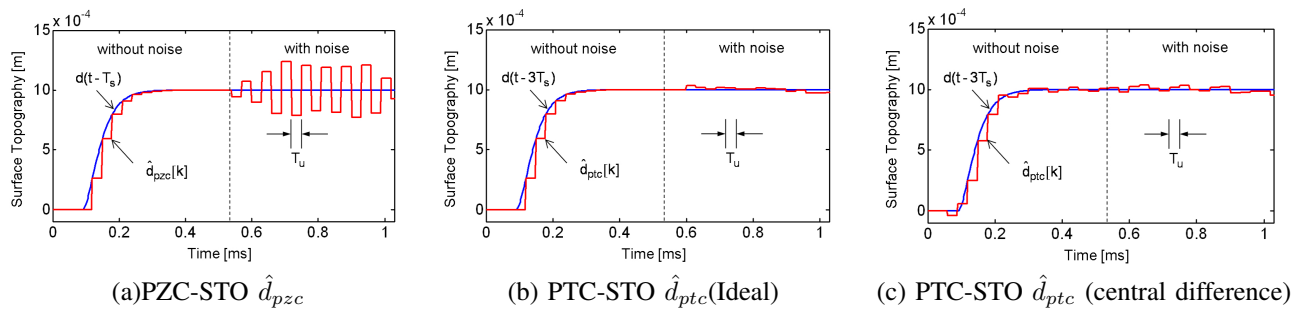 15 x 10^-4
without noise
with noise
d(t - T_s)
10
Surface Topography [m]
5
T_u
d̂_pzc[k]
0
0 0.2 0.4 0.6 0.8 1
Time [ms]
(a)PZC-STO d̂_pzc
15 x 10^-4
without noise
with noise
d(t - 3T_s)
10
Surface Topography [m]
5
T_u
d̂_ptc[k]
0
0 0.2 0.4 0.6 0.8 1
Time [ms]
(b) PTC-STO d̂_ptc(Ideal)
15 x 10^-4
without noise
with noise
d(t - 3T_s)
10
Surface Topography [m]
5
T_u
d̂_ptc[k]
0
0 0.2 0.4 0.6 0.8 1
Time [ms]
(c) PTC-STO d̂_ptc (central difference)